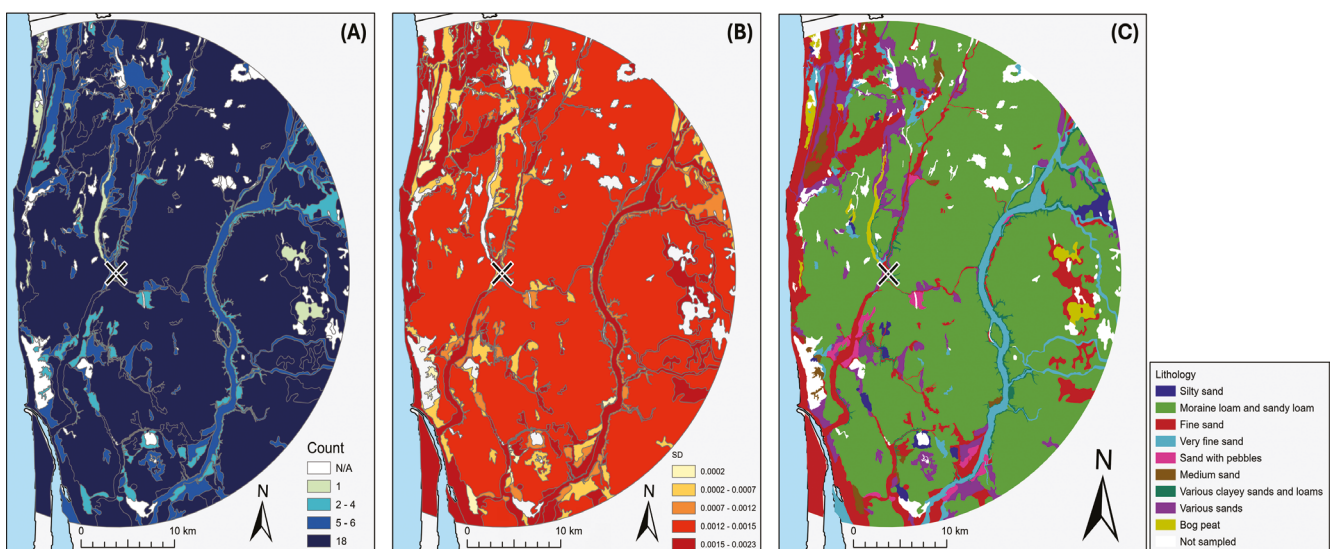 (A)
Count
N/A
1
2 - 4
5 - 6
18
0
10 km
N
(B)
SD
0.0002
0.0002 - 0.0007
0.0007 - 0.0012
0.0012 - 0.0015
0.0015 - 0.0023
0
10 km
N
(C)
0
10 km
N
Lithology
Silty sand
Moraine loam and sandy loam
Fine sand
Very fine sand
Sand with pebbles
Medium sand
Various clayey sands and loams
Various sands
Bog peat
Not sampled